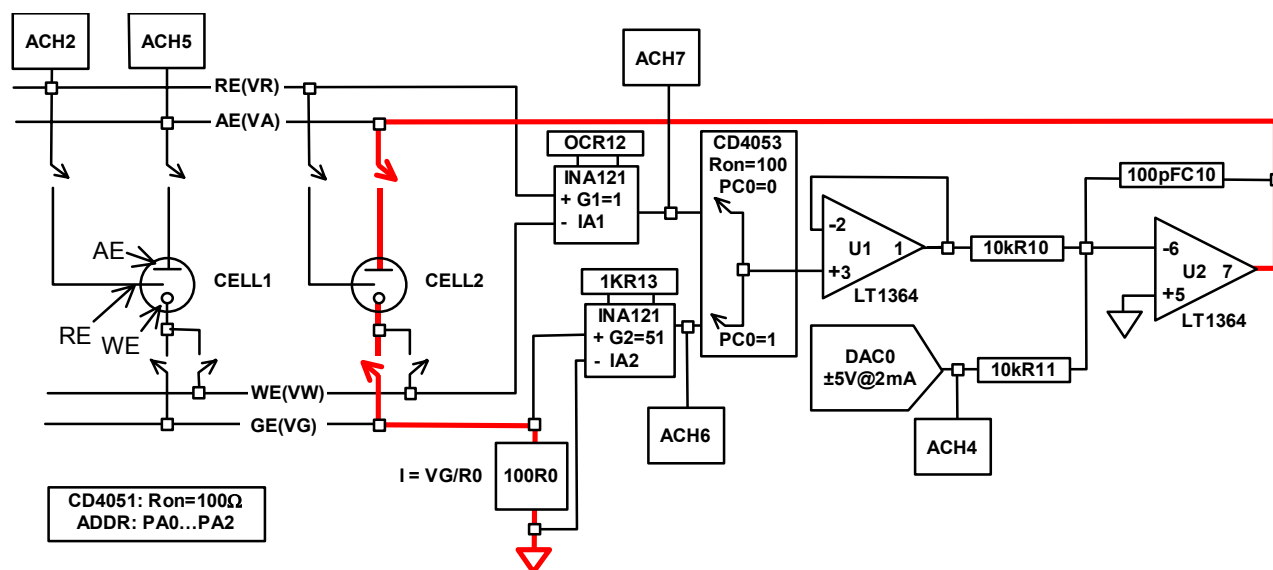 ACH2
ACH5
RE(VR)
AE(VA)
ACH7
OCR12
INA121
+ G1=1
- IA1
CD4053
Ron=100
PC0=0
PC0=1
100pFC10
-2
U1 1
+3
LT1364
10kR10
-6
U2 7
+5
LT1364
AE
CELL1
CELL2
RE
WE
1KR13
INA121
+ G2=51
- IA2
DAC0
±5V@2mA
10kR11
WE(VW)
GE(VG)
ACH6
ACH4
I = VG/R0
100R0
CD4051: Ron=100Ω
ADDR: PA0...PA2